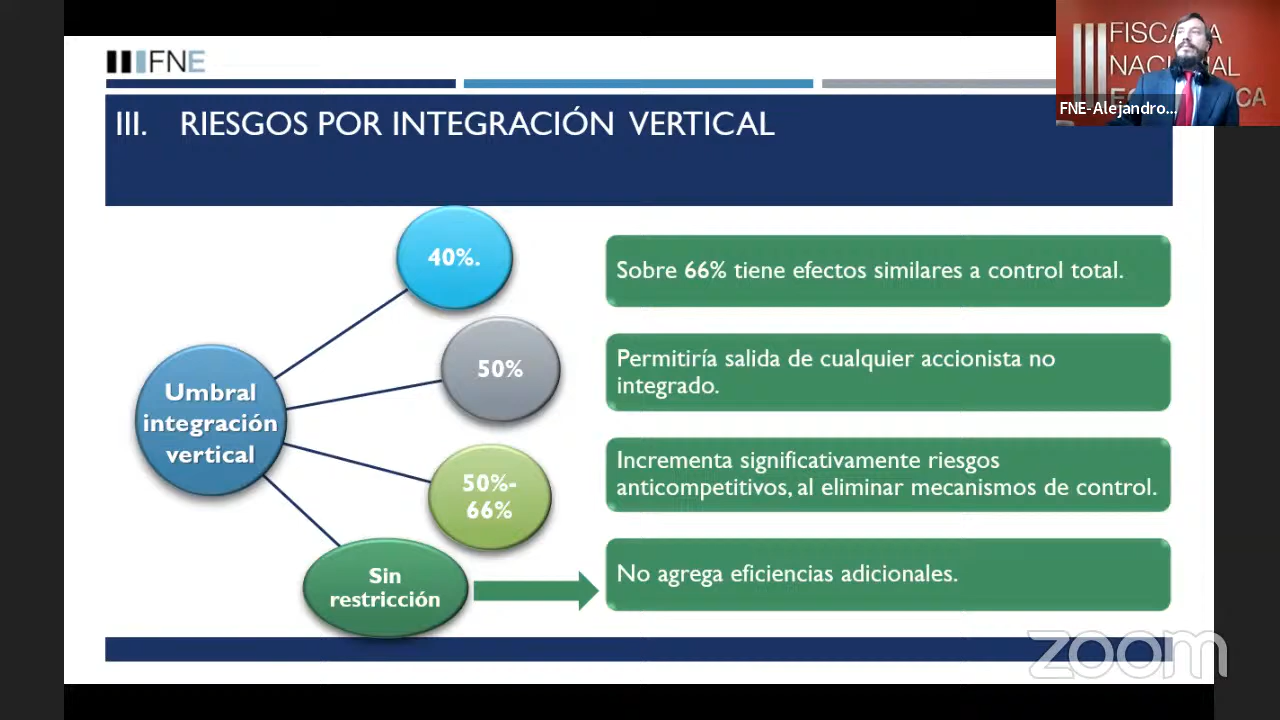 FNE
FISCALÍA
NACIONAL
FNE-Alejandro...
III. RIESGOS POR INTEGRACIÓN VERTICAL
40%.
Sobre 66% tiene efectos similares a control total.
50%
Permitiría salida de cualquier accionista no
integrado.
Umbral
integración
vertical
50%-
66%
Incrementa significativamente riesgos
anticompetitivos, al eliminar mecanismos de control.
Sin
restricción
No agrega eficiencias adicionales.
zoom